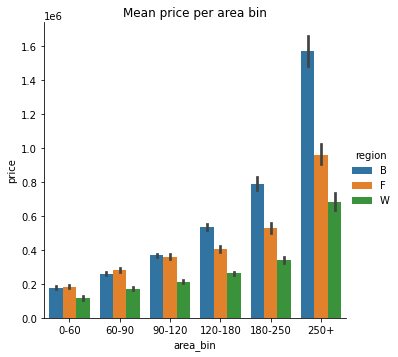 Mean price per area bin
1e6
1.6
1.4
1.2
1.0
0.8
0.6
0.4
0.2
0.0
price
0-60 60-90 90-120 120-180 180-250 250+
area_bin
region
B
F
W